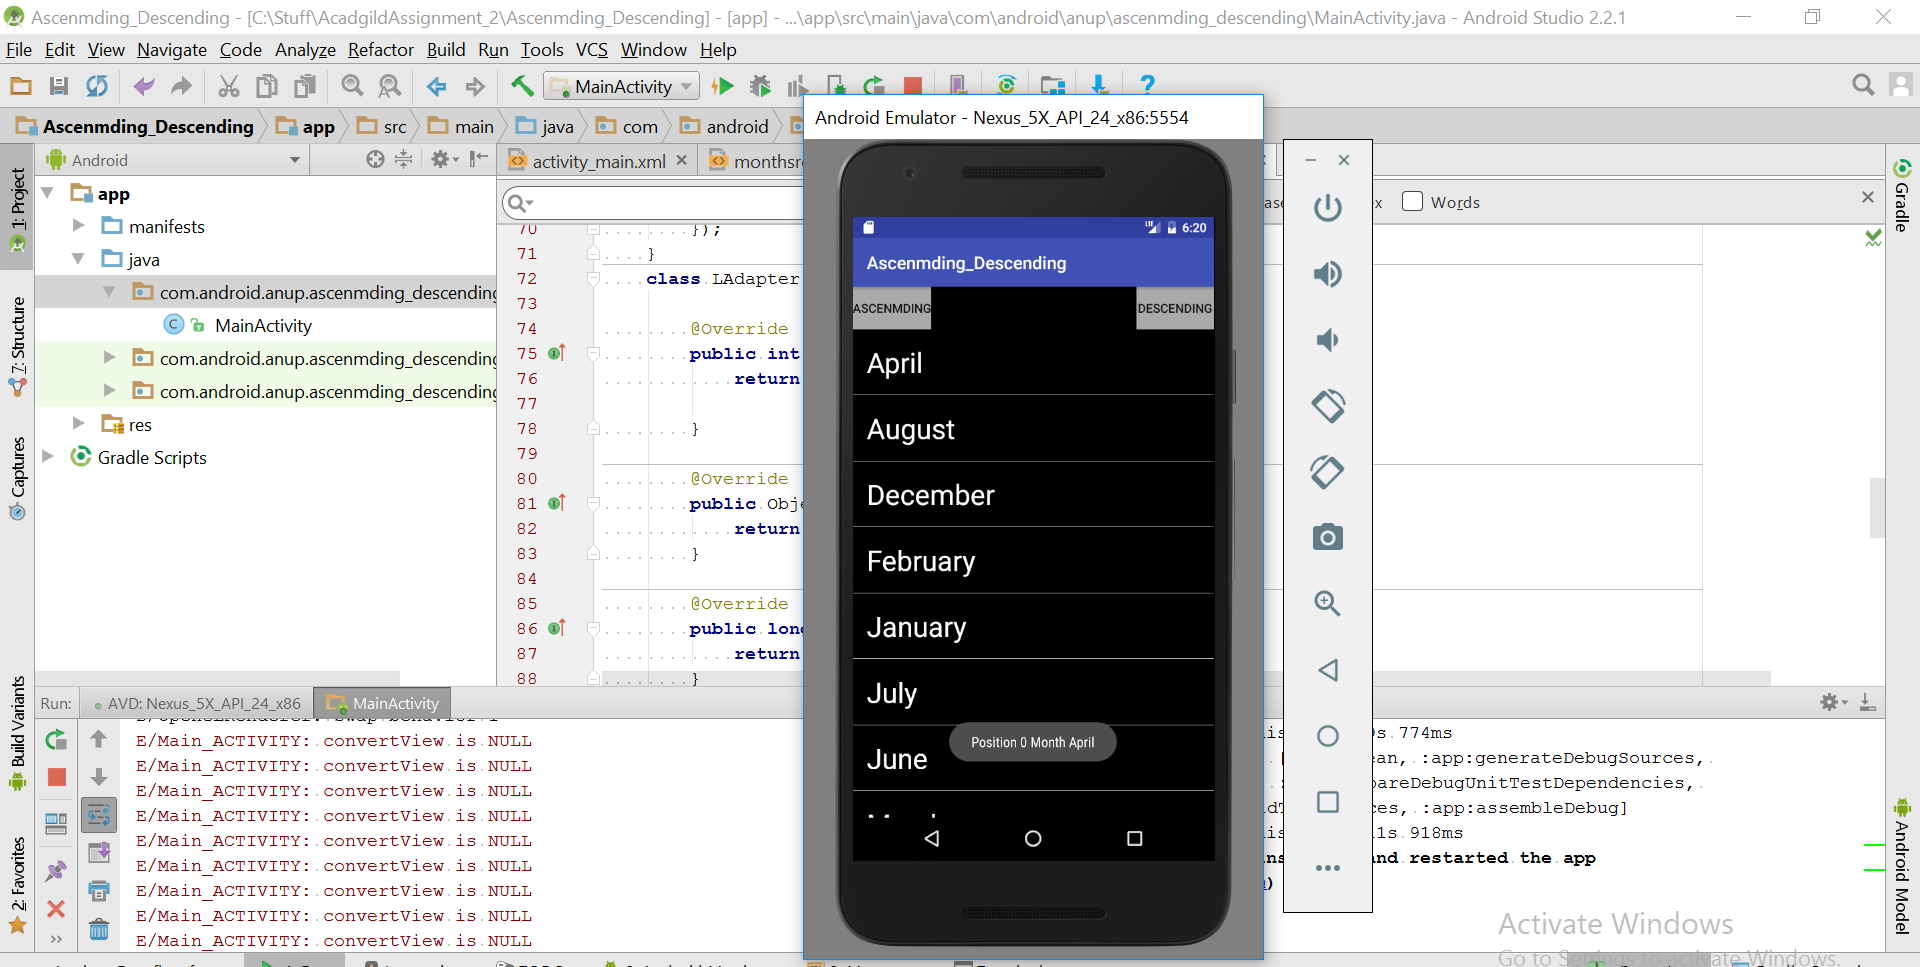 Ascenmding_Descending - [C:\Stuff\AcadgildAssignment_2\Ascenmding_Descending] - [app] - ...\app\src\main\java\com\android\anup\ascenmding_descending\MainActivity.java - Android Studio 2.2.1
File Edit View Navigate Code Analyze Refactor Build Run Tools VCS Window Help
MainActivity
Ascenmding_Descending app src main java com android
Android Emulator - Nexus_5X_API_24_x86:5554
Android
activity_main.xml
1: Project
7: Structure
Captures
Build Variants
2: Favorites
app
manifests
java
com.android.anup.ascenmding_descending
MainActivity
com.android.anup.ascenmding_descending
com.android.anup.ascenmding_descending
res
Gradle Scripts
Words
Gradle
Android Model
70 });
71 }
72 class LAdapter
73
74 @Override
75 public int
76 return
77
78 }
79
80 @Override
81 public Obje
82 return
83 }
84
85 @Override
86 public long
87 return
88 }
6:20
Ascenmding_Descending
ASCENMDING DESCENDING
April
August
December
February
January
July
June
Position 0 Month April
Run: AVD: Nexus_5X_API_24_x86 MainActivity
E/Main_ACTIVITY: convertView is NULL
E/Main_ACTIVITY: convertView is NULL
E/Main_ACTIVITY: convertView is NULL
E/Main_ACTIVITY: convertView is NULL
E/Main_ACTIVITY: convertView is NULL
E/Main_ACTIVITY: convertView is NULL
E/Main_ACTIVITY: convertView is NULL
E/Main_ACTIVITY: convertView is NULL
E/Main_ACTIVITY: convertView is NULL
s 774ms
ean, :app:generateDebugSources,
pareDebugUnitTestDependencies,
ces, :app:assembleDebug]
1s 918ms
nd restarted the app
Activate Windows
Go to Settings to activate Windows.